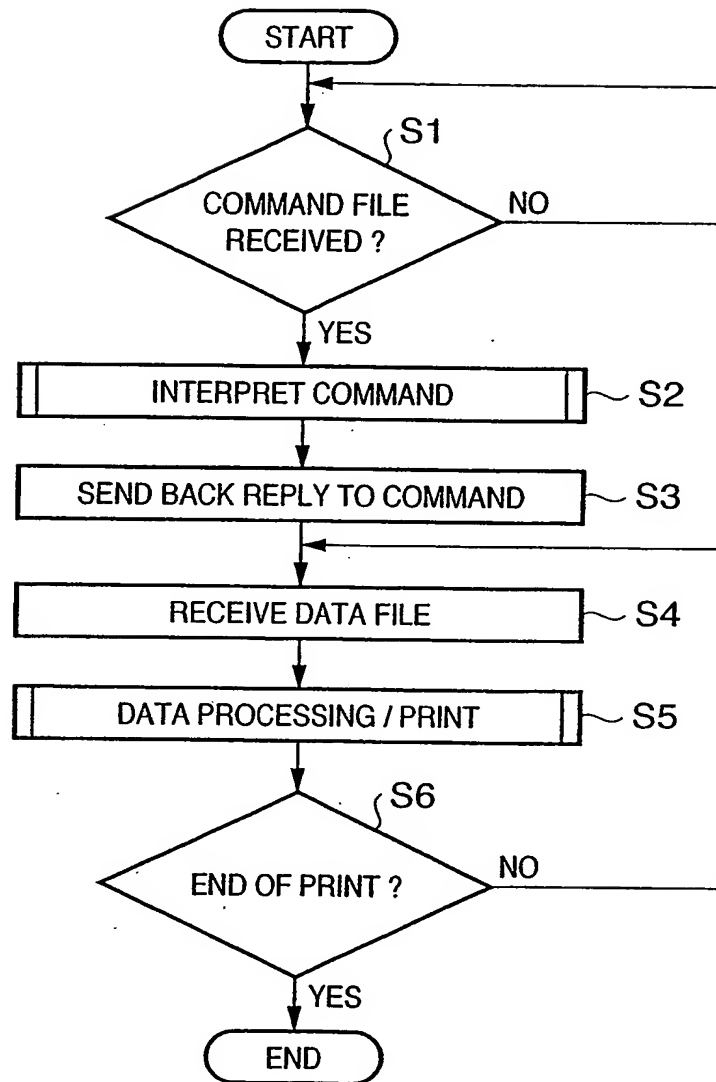 START
S1
COMMAND FILE
RECEIVED ?
NO
YES
INTERPRET COMMAND
S2
SEND BACK REPLY TO COMMAND
S3
RECEIVE DATA FILE
S4
DATA PROCESSING / PRINT
S5
S6
END OF PRINT ?
NO
YES
END